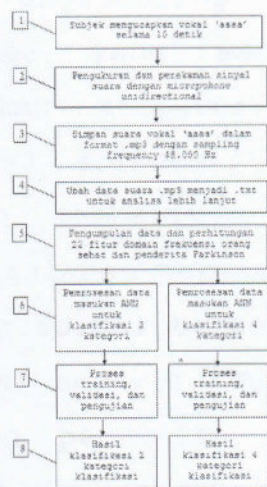 1
Subjek mengucapkan vokal 'aaaa'
selama 10 detik
2
Pengukuran dan perekaman sinyal
suara dengan microphone
unidirectional
3
Simpan suara vokal 'aaaa' dalam
format .mp3 dengan sampling
frequency 48.000 Hz
4
Ubah data suara .mp3 menjadi .txt
untuk analisa lebih lanjut
5
Pengumpulan data dan perhitungan
22 fitur domain frekuensi orang
sehat dan penderita Parkinson
6
Pemrosesan data
masukan ANN
untuk
klasifikasi 2
kategori
Pemrosesan data
masukan ANN
untuk
klasifikasi 4
kategori
7
Proses
training,
validasi, dan
pengujian
Proses
training,
validasi, dan
pengujian
8
Hasil
klasifikasi 2
kategori
klasifikasi
Hasil
klasifikasi 4
kategori
klasifikasi